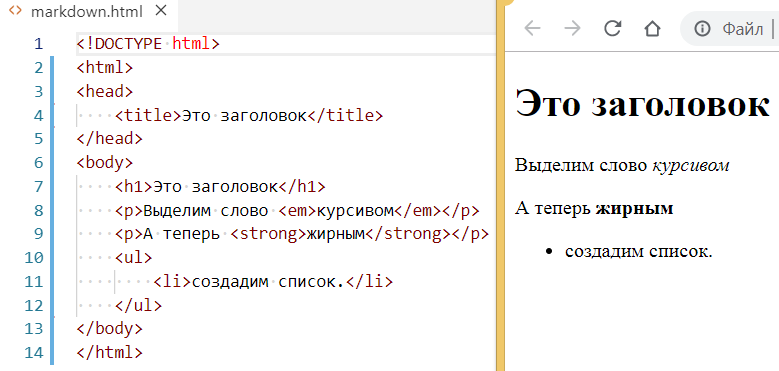 markdown.html
1 <!DOCTYPE html>
2 <html>
3 <head>
4     <title>Это заголовок</title>
5 </head>
6 <body>
7     <h1>Это заголовок</h1>
8     <p>Выделим слово <em>курсивом</em></p>
9     <p>А теперь <strong>жирным</strong></p>
10     <ul>
11         <li>создадим список.</li>
12     </ul>
13 </body>
14 </html>
Файл
Это заголовок
Выделим слово курсивом
А теперь жирным
• создадим список.